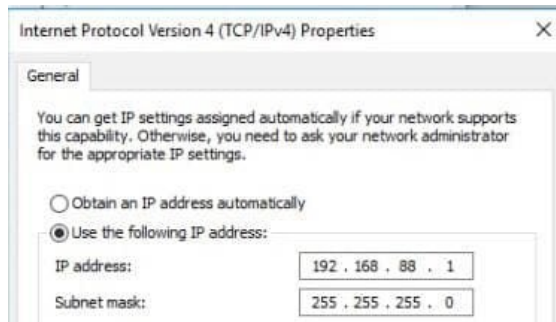 Internet Protocol Version 4 (TCP/IPv4) Properties
General
You can get IP settings assigned automatically if your network supports
this capability. Otherwise, you need to ask your network administrator
for the appropriate IP settings.
Obtain an IP address automatically
Use the following IP address:
IP address: 192 . 168 . 88 . 1
Subnet mask: 255 . 255 . 255 . 0